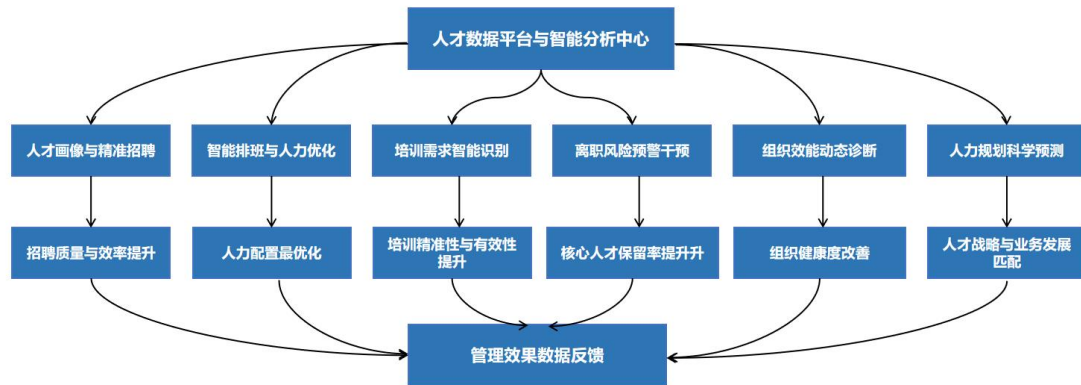 人才数据平台与智能分析中心
人才画像与精准招聘
智能排班与人力优化
培训需求智能识别
离职风险预警干预
组织效能动态诊断
人力规划科学预测
招聘质量与效率提升
人力配置最优化
培训精准性与有效性
提升
核心人才保留率提升升
组织健康度改善
人才战略与业务发展
匹配
管理效果数据反馈